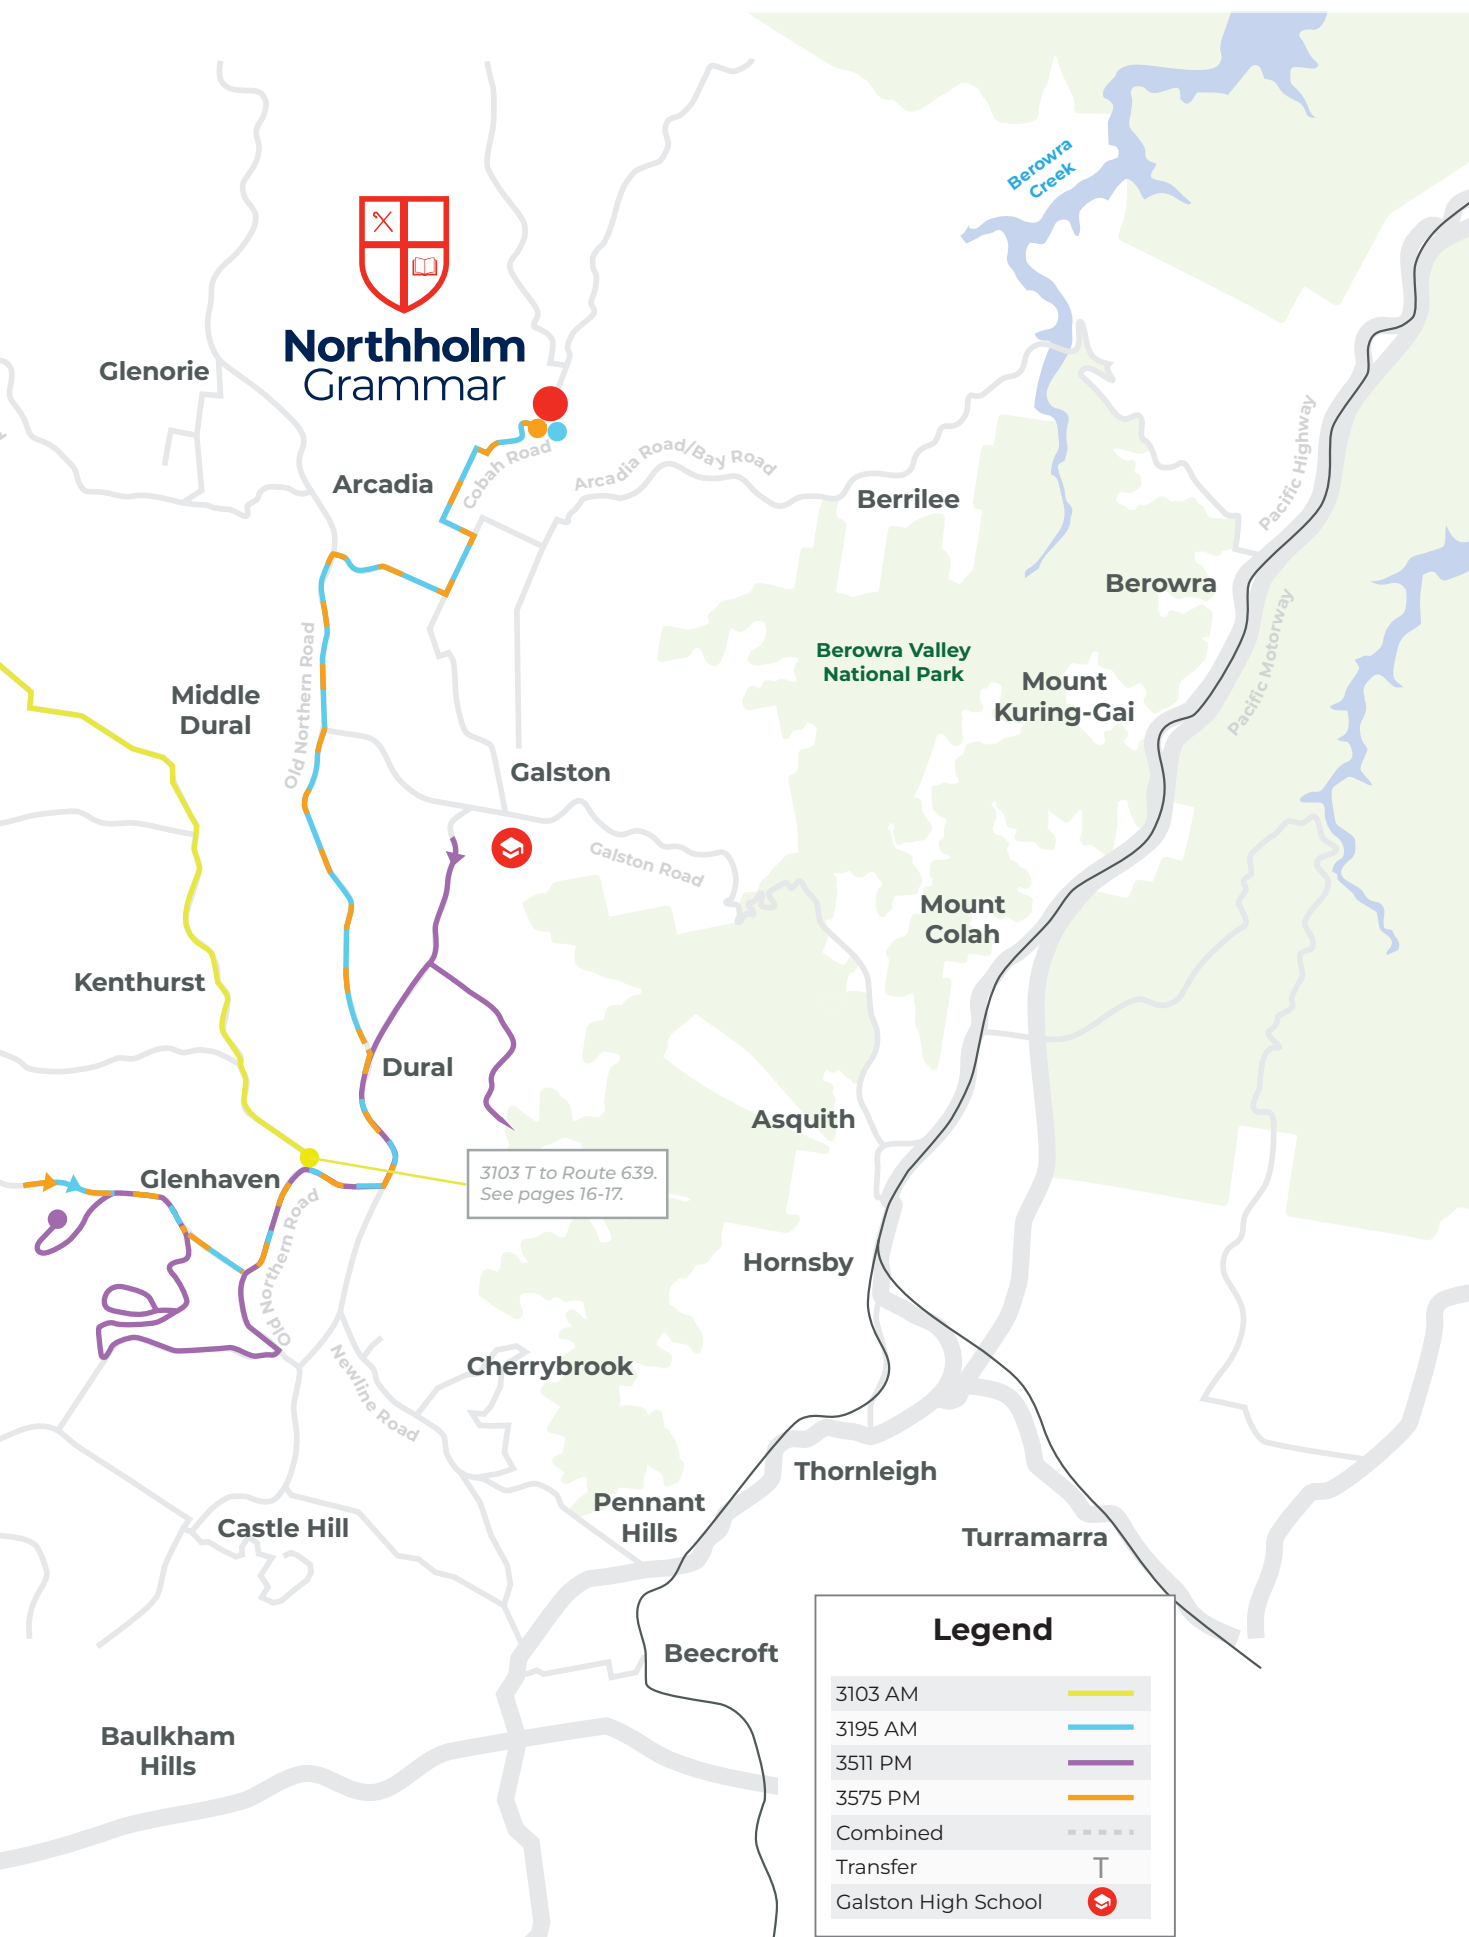 Berowra
Creek
Northholm
Grammar
Glenorie
Arcadia
Cobah Road
Arcadia Road/Bay Road
Berrilee
Pacific Highway
Berowra
Pacific Motorway
Berowra Valley
National Park
Mount
Kuring-Gai
Middle
Dural
Old Northern Road
Galston
Galston Road
Mount
Colah
Kenthurst
Dural
Asquith
3103 T to Route 639.
See pages 16-17.
Glenhaven
Old Northern Road
Hornsby
Newline Road
Cherrybrook
Thornleigh
Pennant
Hills
Castle Hill
Turramarra
Beecroft
Baulkham
Hills
Legend
3103 AM
3195 AM
3511 PM
3575 PM
Combined
Transfer T
Galston High School